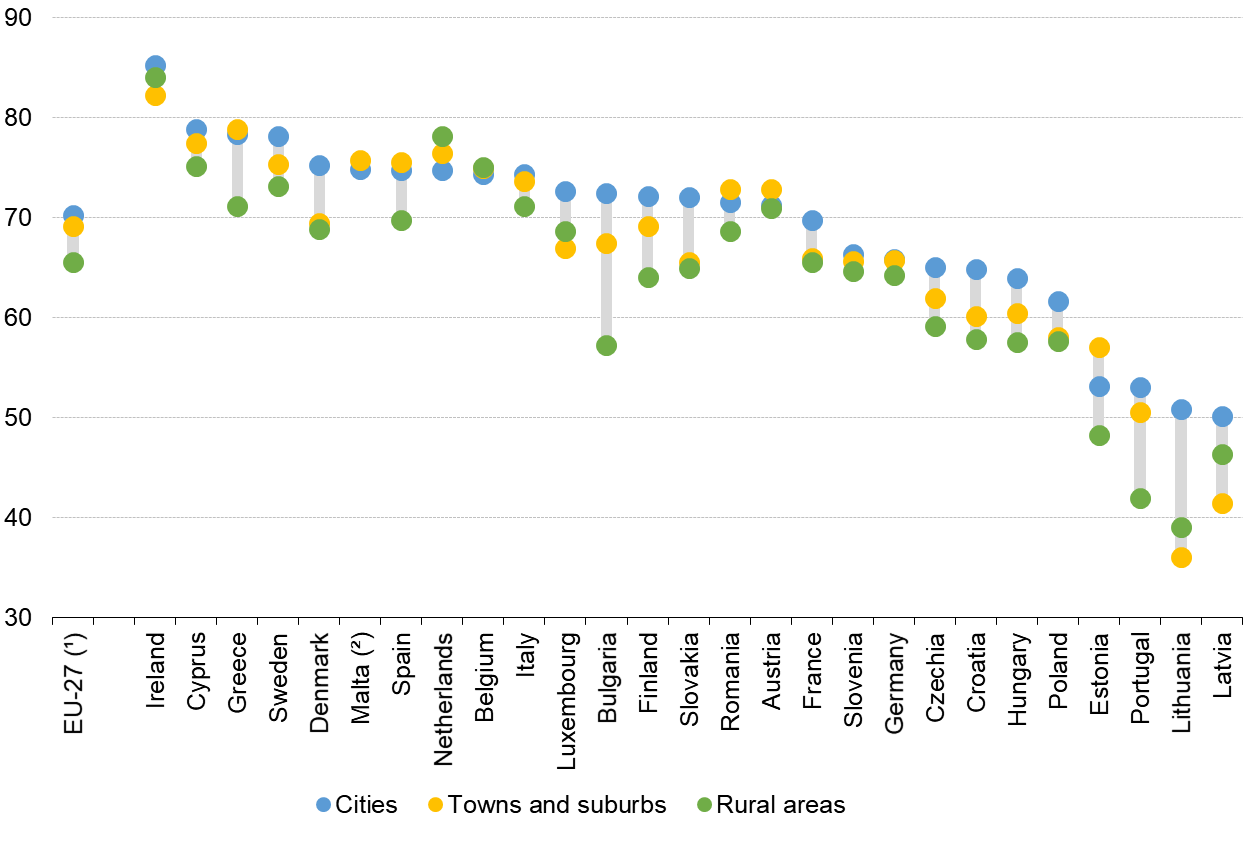 90
80
70
60
50
40
30
EU-27 (¹)
Ireland
Cyprus
Greece
Sweden
Denmark
Malta (²)
Spain
Netherlands
Belgium
Italy
Luxembourg
Bulgaria
Finland
Slovakia
Romania
Austria
France
Slovenia
Germany
Czechia
Croatia
Hungary
Poland
Estonia
Portugal
Lithuania
Latvia
Cities Towns and suburbs Rural areas